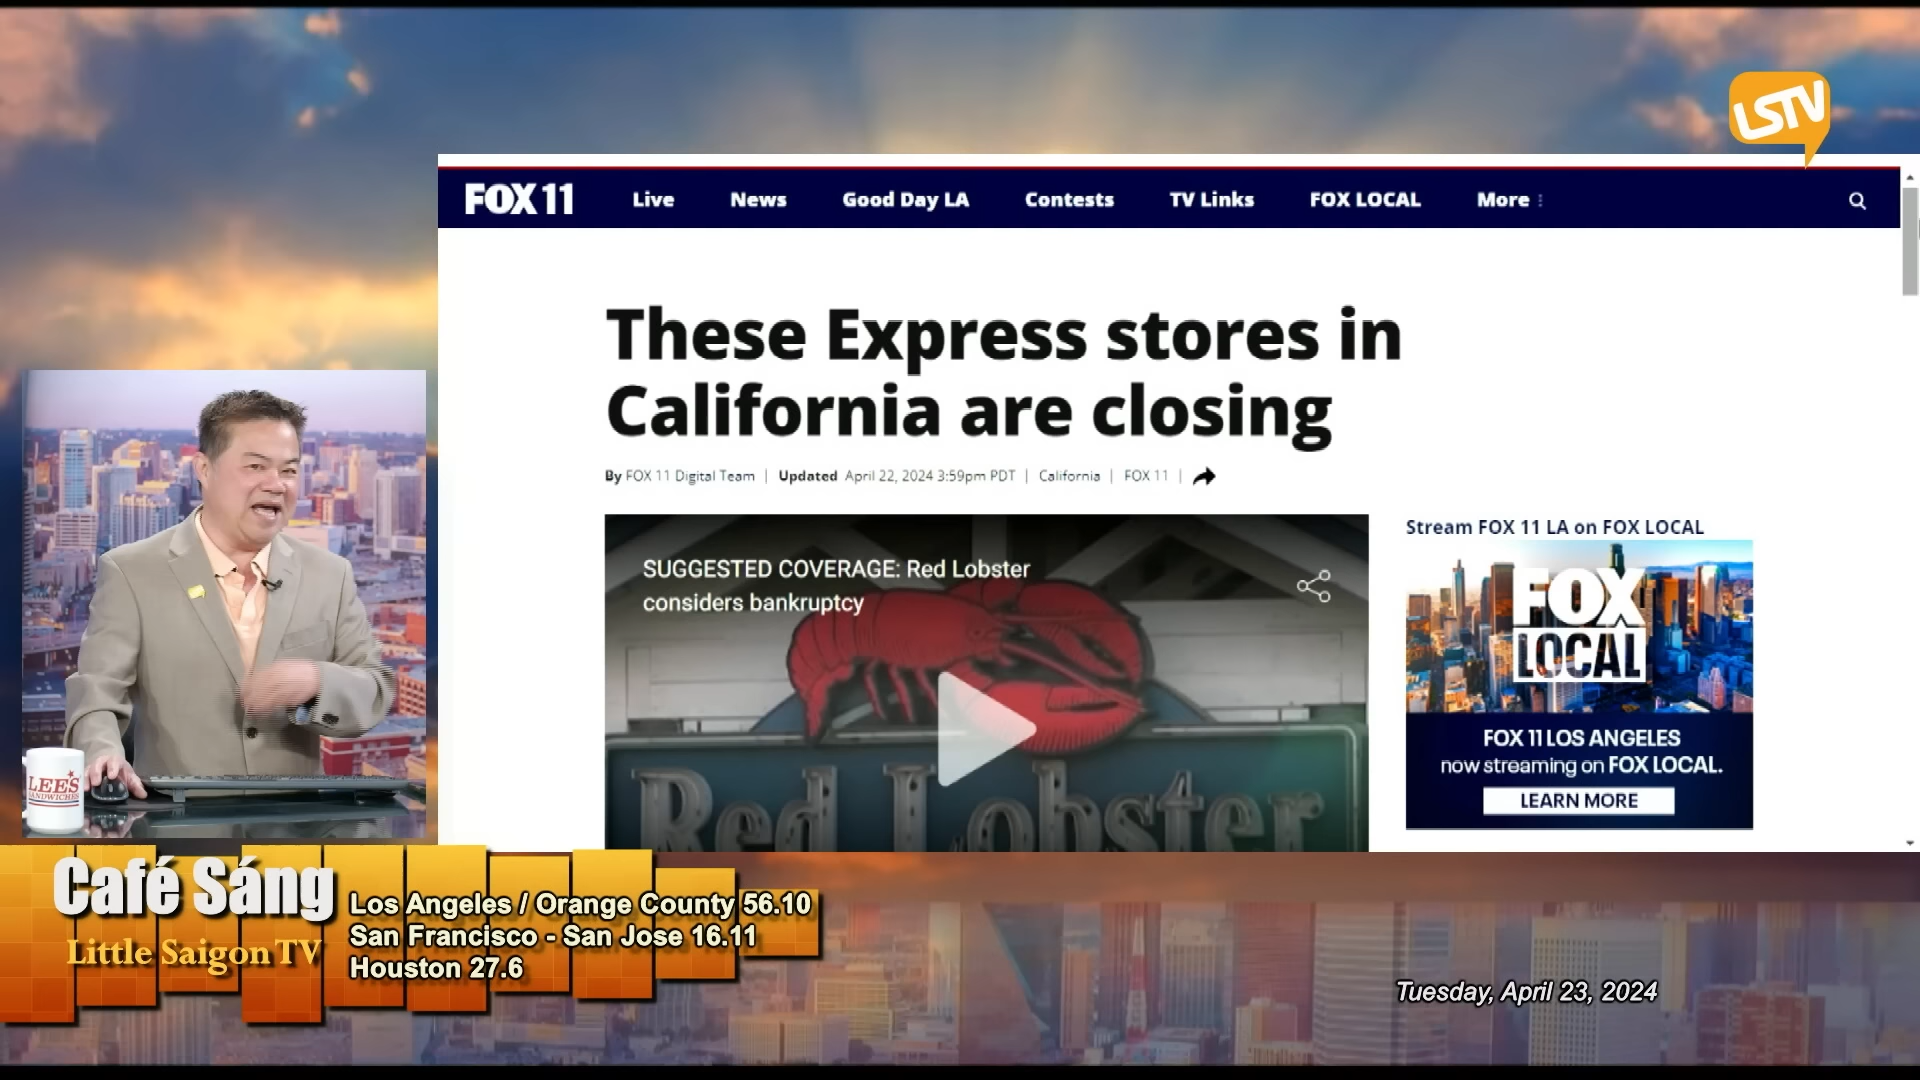 LSTV
FOX 11 Live News Good Day LA Contests TV Links FOX LOCAL More
These Express stores in
California are closing
By FOX 11 Digital Team | Updated April 22, 2024 3:59pm PDT | California | FOX 11 |
SUGGESTED COVERAGE: Red Lobster
considers bankruptcy
Red Lobster
Stream FOX 11 LA on FOX LOCAL
FOX
LOCAL
FOX 11 LOS ANGELES
now streaming on FOX LOCAL.
LEARN MORE
LEE'S
SANDWICHES
Café Sáng
Little Saigon TV
Los Angeles / Orange County 56.10
San Francisco - San Jose 16.11
Houston 27.6
Tuesday, April 23, 2024